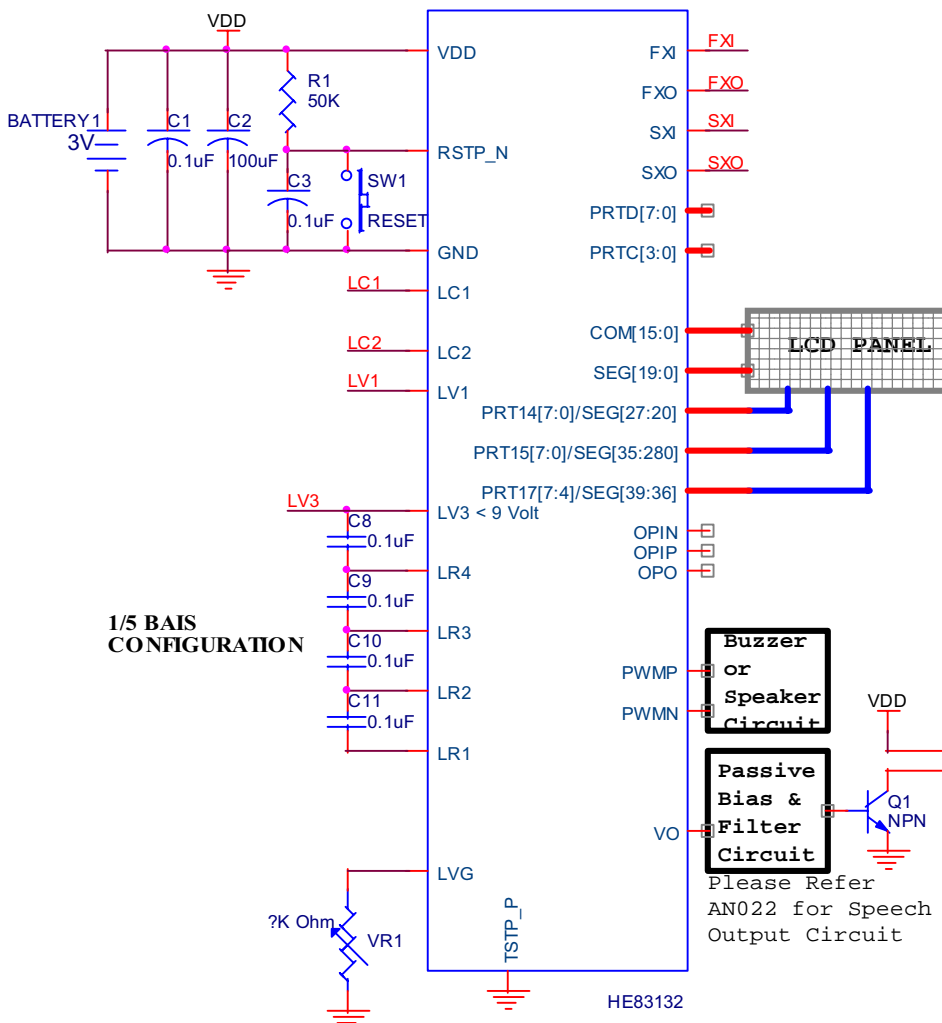 VDD
VDD
FXI
FXI
R1
50K
FXO
FXO
BATTERY1
3V
C1
0.1uF
C2
100uF
SXI
SXI
RSTP_N
SXO
SXO
C3
0.1uF
SW1
RESET
PRTD[7:0]
GND
PRTC[3:0]
LC1
LC1
COM[15:0]
LCD PANEL
LC2
LC2
SEG[19:0]
LV1
LV1
PRT14[7:0]/SEG[27:20]
PRT15[7:0]/SEG[35:280]
PRT17[7:4]/SEG[39:36]
LV3
LV3 < 9 Volt
C8
0.1uF
OPIN
OPIP
OPO
LR4
C9
0.1uF
1/5 BAIS
CONFIGURATION
LR3
C10
0.1uF
LR2
C11
0.1uF
LR1
Buzzer
or
Speaker
Circuit
PWMP
PWMN
VDD
Passive
Bias &
Filter
Circuit
VO
Q1
NPN
LVG
Please Refer
AN022 for Speech
Output Circuit
?K Ohm
VR1
TSTP_P
HE83132